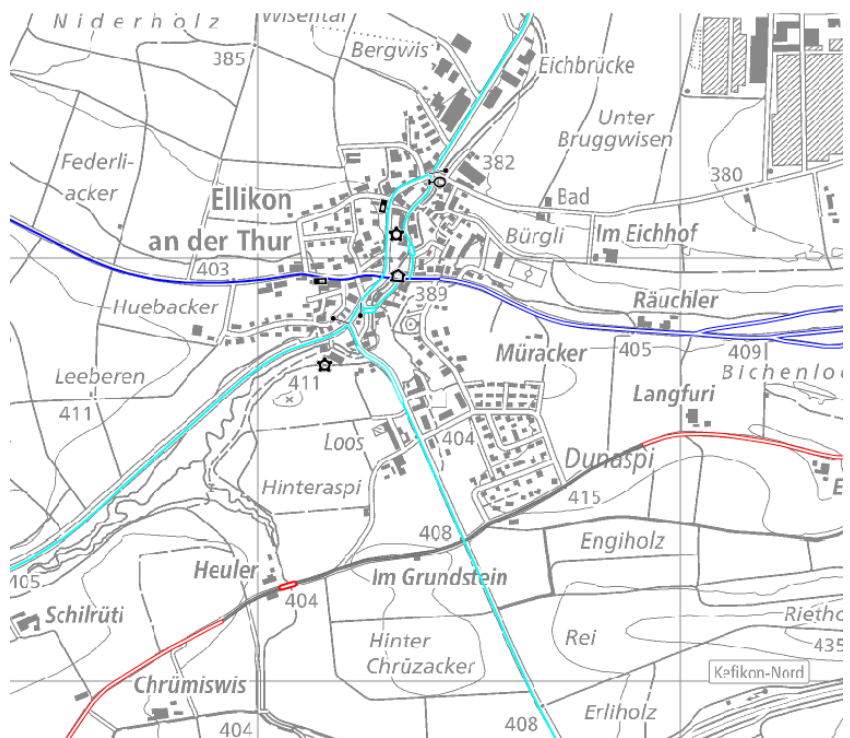 Niderholz
Wisental
Bergwis
385
Eichbrücke
Unter
Bruggwisen
Federli-
acker
382
380
Ellikon
an der Thur
Bad
Bürgli
Im Eichhof
403
Huebacker
389
Räuchler
405
409
Müracker
Leeberen
411
411
Langfuri
Loos
404
Dunaspi
Hinteraspi
415
408
Engiholz
405
Heuler
404
Im Grundstein
Schilrüti
Hinter
Chrüzacker
Rei
435
Chrümiswis
Kefikon-Nord
404
408
Erliholz